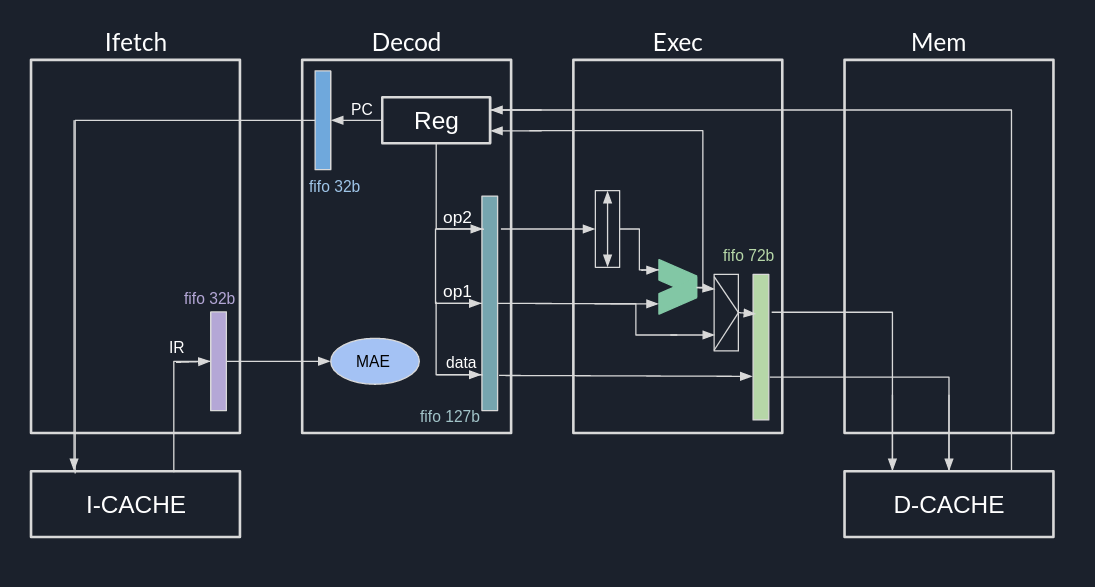 Ifetch
Decod
Exec
Mem
PC
Reg
fifo 32b
op2
fifo 72b
op1
fifo 32b
IR
MAE
data
fifo 127b
I-CACHE
D-CACHE